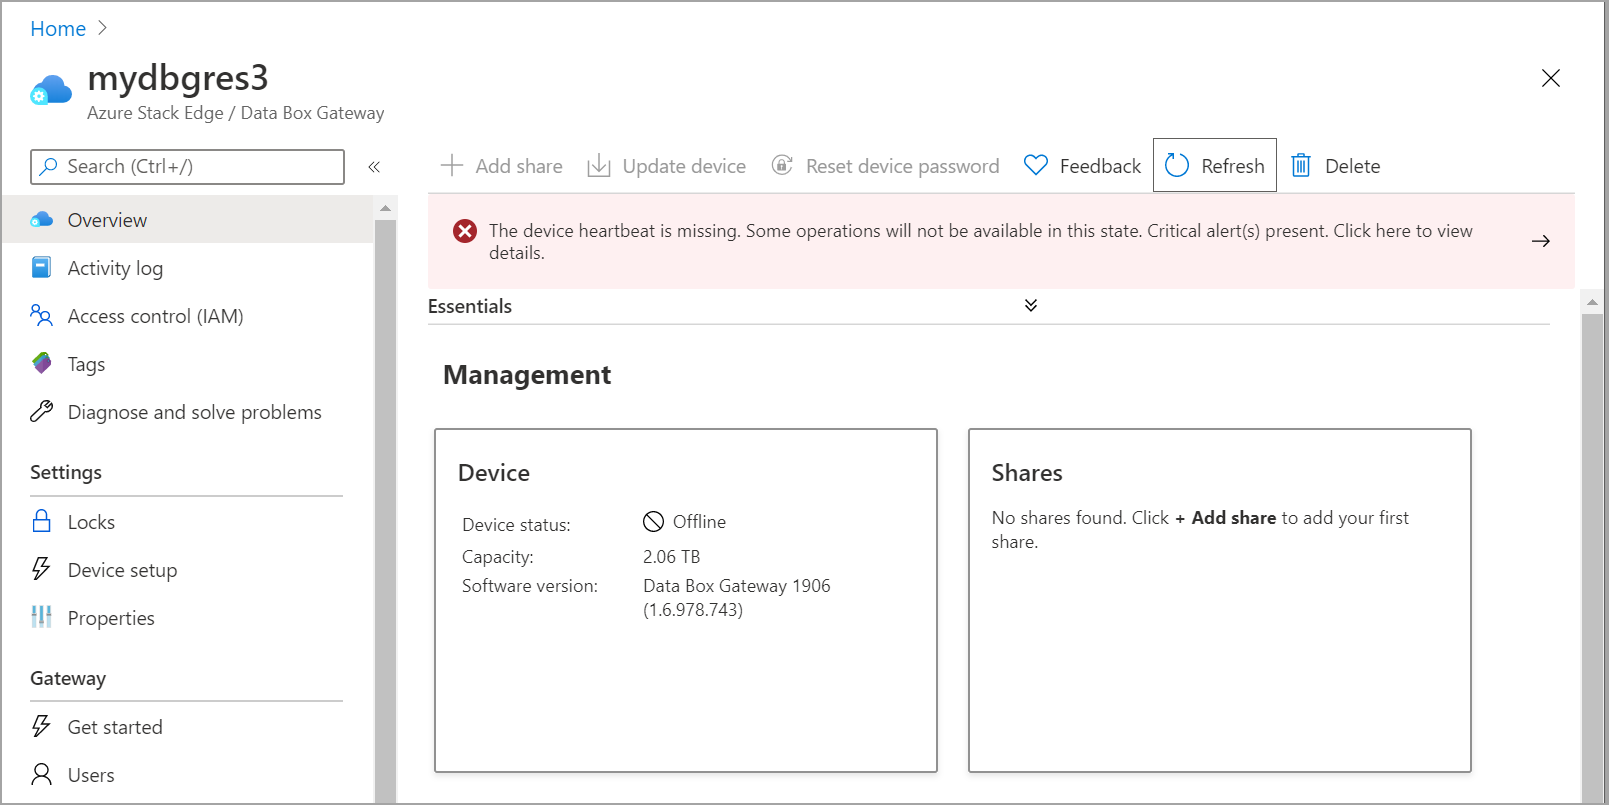 Home
mydbgres3
Azure Stack Edge / Data Box Gateway
Search (Ctrl+/)
Overview
Activity log
Access control (IAM)
Tags
Diagnose and solve problems
Settings
Locks
Device setup
Properties
Gateway
Get started
Users
Add share Update device Reset device password Feedback Refresh Delete
The device heartbeat is missing. Some operations will not be available in this state. Critical alert(s) present. Click here to view
details.
Essentials
Management
Device
Device status: Offline
Capacity: 2.06 TB
Software version: Data Box Gateway 1906
(1.6.978.743)
Shares
No shares found. Click + Add share to add your first
share.